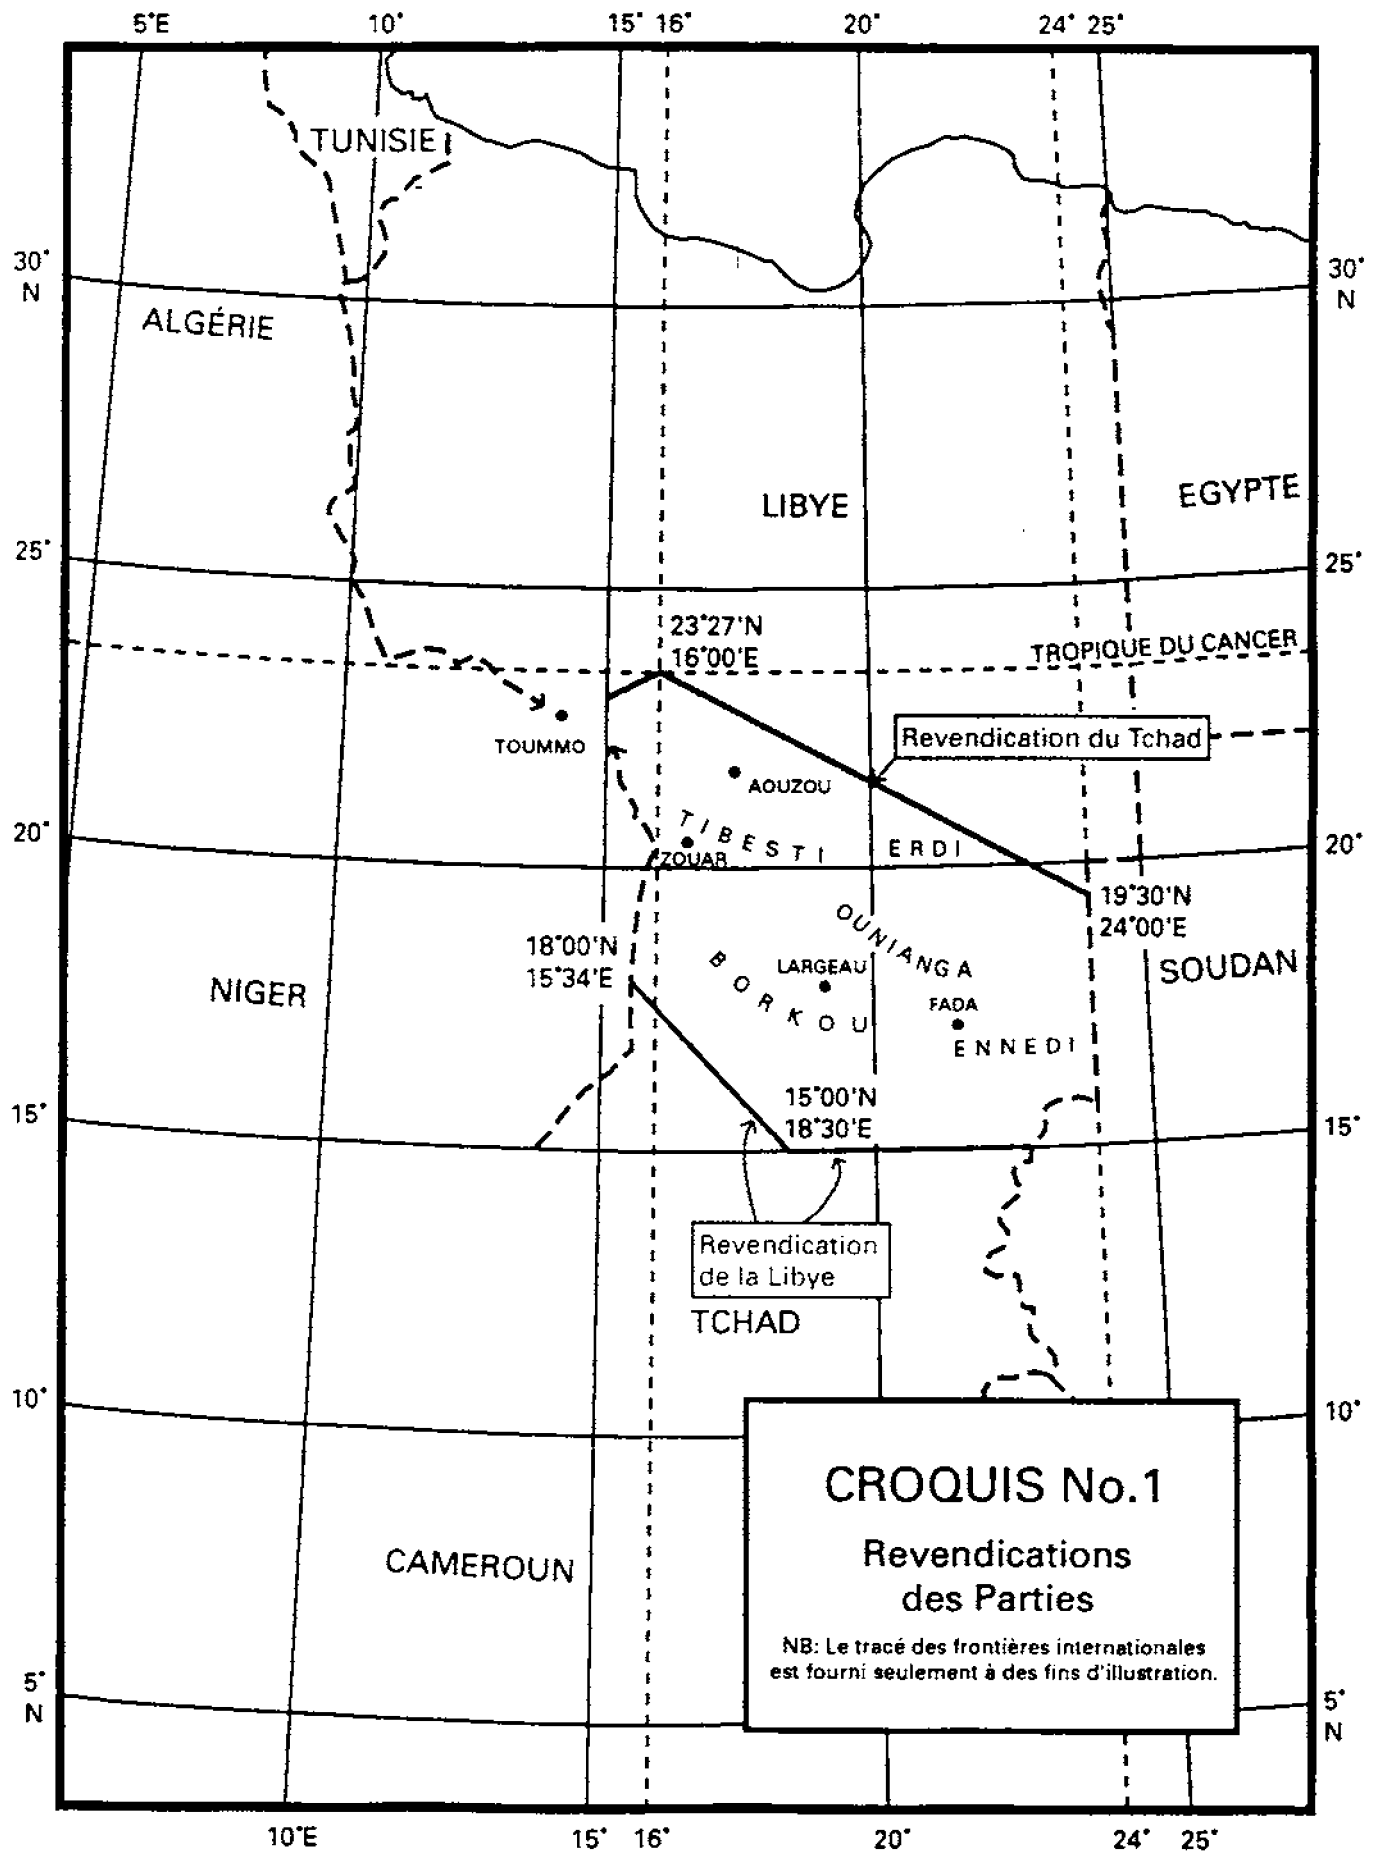 5°E 10° 15° 16° 20° 24° 25°
TUNISIE
30°
N
30°
N
ALGÉRIE
LIBYE
EGYPTE
25°
25°
23°27'N
16°00'E
TROPIQUE DU CANCER
TOUMMO
Revendication du Tchad
AOUZOU
TIBESTI
ERDI
ZOUAR
20°
20°
19°30'N
24°00'E
OUNIANGA
18°00'N
15°34'E
NIGER
BORKOU
LARGEAU
FADA
ENNEDI
SOUDAN
15°
15°
15°00'N
18°30'E
Revendication
de la Libye
TCHAD
10°
10°
CROQUIS No.1
Revendications
des Parties
NB: Le tracé des frontières internationales
est fourni seulement à des fins d'illustration.
CAMEROUN
5°
N
5°
N
10°E 15° 16° 20° 24° 25°